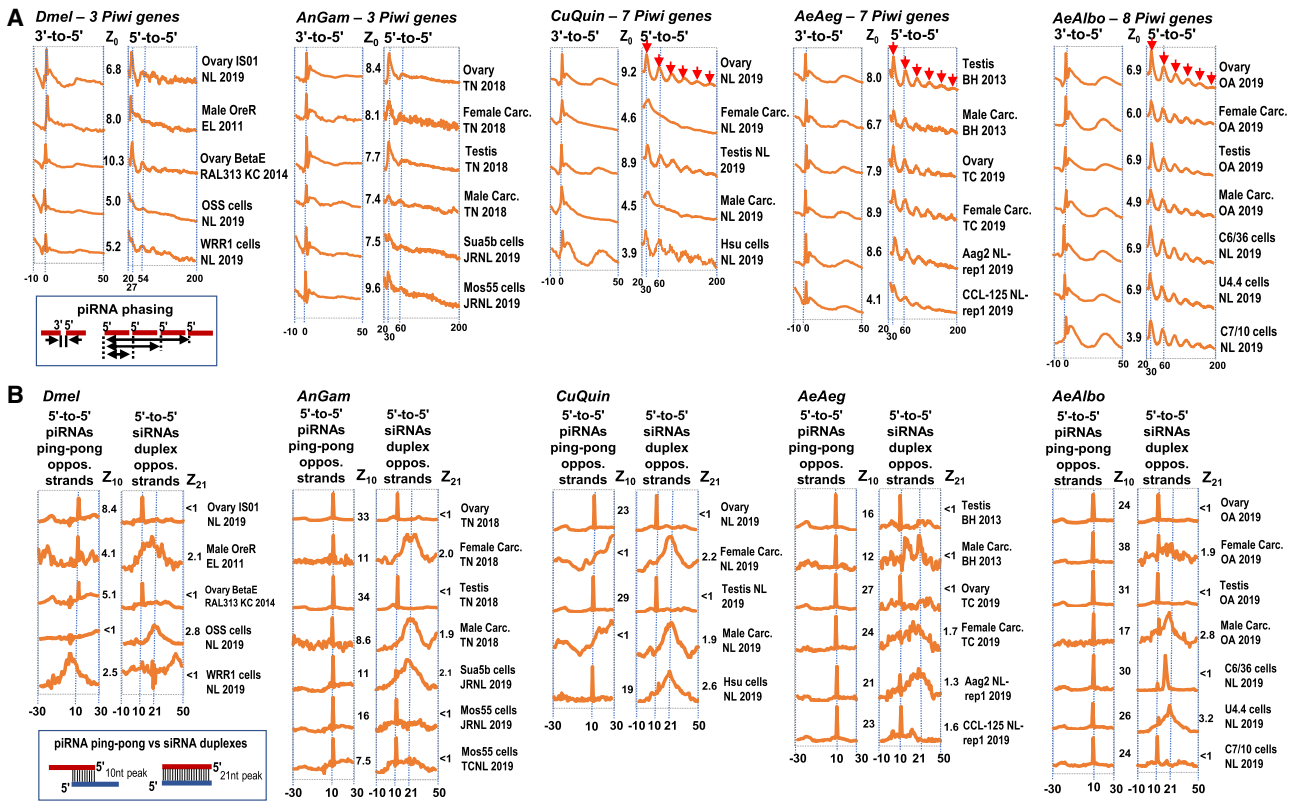 A
Dmel – 3 Piwi genes
3'-to-5' Z0 5'-to-5'
6.8 Ovary IS01
NL 2019
8.0 Male OreR
EL 2011
10.3 Ovary BetaE
RAL313 KC 2014
5.0 OSS cells
NL 2019
5.2 WRR1 cells
NL 2019
-10 0 50 20 54 200
27
piRNA phasing
3' 5' 5' 5' 5' 5'
AnGam – 3 Piwi genes
3'-to-5' Z0 5'-to-5'
8.4 Ovary
TN 2018
8.1 Female Carc.
TN 2018
7.7 Testis
TN 2018
7.4 Male Carc.
TN 2018
7.5 Sua5b cells
JRNL 2019
9.6 Mos55 cells
JRNL 2019
-10 0 50 20 60 200
30
CuQuin – 7 Piwi genes
3'-to-5' Z0 5'-to-5'
9.2 Ovary
NL 2019
4.6 Female Carc.
NL 2019
8.9 Testis NL
2019
4.5 Male Carc.
NL 2019
3.9 Hsu cells
NL 2019
-10 0 50 20 60 200
30
AeAeg – 7 Piwi genes
3'-to-5' Z0 5'-to-5'
8.0 Testis
BH 2013
6.7 Male Carc.
BH 2013
7.9 Ovary
TC 2019
8.9 Female Carc.
TC 2019
8.6 Aag2 NL-
rep1 2019
4.1 CCL-125 NL-
rep1 2019
-10 0 50 20 60 200
30
AeAlbo – 8 Piwi genes
3'-to-5' Z0 5'-to-5'
6.9 Ovary
OA 2019
6.0 Female Carc.
OA 2019
6.9 Testis
OA 2019
4.9 Male Carc.
OA 2019
6.9 C6/36 cells
NL 2019
6.9 U4.4 cells
NL 2019
3.9 C7/10 cells
NL 2019
-10 0 50 20 60 200
30
B
Dmel
5'-to-5' 5'-to-5'
piRNAs siRNAs
ping-pong duplex
oppos. oppos.
strands Z10 strands Z21
8.4 <1 Ovary IS01
NL 2019
4.1 2.1 Male OreR
EL 2011
5.1 <1 Ovary BetaE
RAL313 KC 2014
<1 2.8 OSS cells
NL 2019
2.5 <1 WRR1 cells
NL 2019
-30 10 30 -10 10 21 50
piRNA ping-pong vs siRNA duplexes
5' 10nt peak 5' 21nt peak
5' 5'
AnGam
5'-to-5' 5'-to-5'
piRNAs siRNAs
ping-pong duplex
oppos. oppos.
strands Z10 strands Z21
33 <1 Ovary
TN 2018
11 2.0 Female Carc.
TN 2018
34 <1 Testis
TN 2018
8.6 1.9 Male Carc.
TN 2018
11 2.1 Sua5b cells
JRNL 2019
16 <1 Mos55 cells
JRNL 2019
7.5 <1 Mos55 cells
TCNL 2019
-30 10 30 -10 10 21 50
CuQuin
5'-to-5' 5'-to-5'
piRNAs siRNAs
ping-pong duplex
oppos. oppos.
strands Z10 strands Z21
23 <1 Ovary
NL 2019
<1 2.2 Female Carc.
NL 2019
29 <1 Testis NL
2019
<1 1.9 Male Carc.
NL 2019
19 2.6 Hsu cells
NL 2019
-30 10 30 -10 10 21 50
AeAeg
5'-to-5' 5'-to-5'
piRNAs siRNAs
ping-pong duplex
oppos. oppos.
strands Z10 strands Z21
16 <1 Testis
BH 2013
12 <1 Male Carc.
BH 2013
27 <1 Ovary
TC 2019
24 1.7 Female Carc.
TC 2019
21 1.3 Aag2 NL-
rep1 2019
23 1.6 CCL-125 NL-
rep1 2019
-30 10 30 -10 10 21 50
AeAlbo
5'-to-5' 5'-to-5'
piRNAs siRNAs
ping-pong duplex
oppos. oppos.
strands Z10 strands Z21
24 <1 Ovary
OA 2019
38 1.9 Female Carc.
OA 2019
31 <1 Testis
OA 2019
17 2.8 Male Carc.
OA 2019
30 <1 C6/36 cells
NL 2019
26 3.2 U4.4 cells
NL 2019
24 <1 C7/10 cells
NL 2019
-30 10 30 -10 10 21 50